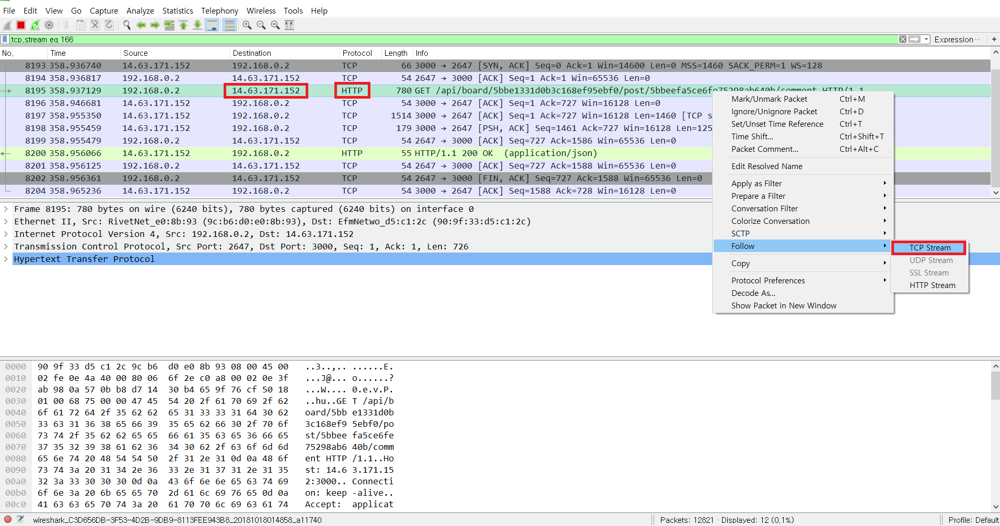 File Edit View Go Capture Analyze Statistics Telephony Wireless Tools Help
tcp.stream eq 166 Expression… +
No. Time Source Destination Protocol Length Info
8193 358.936740 14.63.171.152 192.168.0.2 TCP 66 3000 → 2647 [SYN, ACK] Seq=0 Ack=1 Win=14600 Len=0 MSS=1460 SACK_PERM=1 WS=128
8194 358.936817 192.168.0.2 14.63.171.152 TCP 54 2647 → 3000 [ACK] Seq=1 Ack=1 Win=65536 Len=0
8195 358.937129 192.168.0.2 14.63.171.152 HTTP 780 GET /api/board/5bbe1331d0b3c168ef95ebf0/post/5bbeefa5ce6fe75298ab640b/comment HTTP/1.1
8196 358.946681 14.63.171.152 192.168.0.2 TCP 54 3000 → 2647 [ACK] Seq=1 Ack=727 Win=16128 Len=0
8197 358.955350 14.63.171.152 192.168.0.2 TCP 1514 3000 → 2647 [ACK] Seq=1 Ack=727 Win=16128 Len=1460 [TCP s
8198 358.955459 14.63.171.152 192.168.0.2 TCP 179 3000 → 2647 [PSH, ACK] Seq=1461 Ack=727 Win=16128 Len=125
8199 358.955479 192.168.0.2 14.63.171.152 TCP 54 2647 → 3000 [ACK] Seq=727 Ack=1586 Win=65536 Len=0
8200 358.956066 14.63.171.152 192.168.0.2 HTTP 55 HTTP/1.1 200 OK (application/json)
8201 358.956125 192.168.0.2 14.63.171.152 TCP 54 2647 → 3000 [ACK] Seq=727 Ack=1588 Win=65536 Len=0
8202 358.956361 192.168.0.2 14.63.171.152 TCP 54 2647 → 3000 [FIN, ACK] Seq=727 Ack=1588 Win=65536 Len=0
8204 358.965236 14.63.171.152 192.168.0.2 TCP 54 3000 → 2647 [ACK] Seq=1588 Ack=728 Win=16128 Len=0
Mark/Unmark Packet Ctrl+M
Ignore/Unignore Packet Ctrl+D
Set/Unset Time Reference Ctrl+T
Time Shift... Ctrl+Shift+T
Packet Comment... Ctrl+Alt+C
Edit Resolved Name
Apply as Filter
Prepare a Filter
Conversation Filter
Colorize Conversation
SCTP
Follow
Copy
Protocol Preferences
Decode As...
Show Packet in New Window
TCP Stream
UDP Stream
SSL Stream
HTTP Stream
Frame 8195: 780 bytes on wire (6240 bits), 780 bytes captured (6240 bits) on interface 0
Ethernet II, Src: RivetNet_e0:8b:93 (9c:b6:d0:e0:8b:93), Dst: EfmNetwo_d5:c1:2c (90:9f:33:d5:c1:2c)
Internet Protocol Version 4, Src: 192.168.0.2, Dst: 14.63.171.152
Transmission Control Protocol, Src Port: 2647, Dst Port: 3000, Seq: 1, Ack: 1, Len: 726
Hypertext Transfer Protocol
0000 90 9f 33 d5 c1 2c 9c b6 d0 e0 8b 93 08 00 45 00 ..3..,.. ......E.
0010 02 fe 0e 4a 40 00 80 06 6f 2e c0 a8 00 02 0e 3f ...J@... o......?
0020 ab 98 0a 57 0b b8 d7 14 30 b4 65 9f 76 cf 50 18 ...W.... 0.e.v.P.
0030 01 00 68 75 00 00 47 45 54 20 2f 61 70 69 2f 62 ..hu..GE T /api/b
0040 6f 61 72 64 2f 35 62 62 65 31 33 33 31 64 30 62 oard/5bb e1331d0b
0050 33 63 31 36 38 65 66 39 35 65 62 66 30 2f 70 6f 3c168ef9 5ebf0/po
0060 73 74 2f 35 62 62 65 65 66 61 35 63 65 36 66 65 st/5bbee fa5ce6fe
0070 37 35 32 39 38 61 62 36 34 30 62 2f 63 6f 6d 6d 75298ab6 40b/comm
0080 65 6e 74 20 48 54 54 50 2f 31 2e 31 0d 0a 48 6f ent HTTP /1.1..Ho
0090 73 74 3a 20 31 34 2e 36 33 2e 31 37 31 2e 31 35 st: 14.6 3.171.15
00a0 32 3a 33 30 30 30 0d 0a 43 6f 6e 6e 65 63 74 69 2:3000.. Connecti
00b0 6f 6e 3a 20 6b 65 65 70 2d 61 6c 69 76 65 0d 0a on: keep -alive..
00c0 41 63 63 65 70 74 3a 20 61 70 70 6c 69 63 61 74 Accept: applicat
wireshark_C3D656DB-3F53-4D2B-9DB9-8113FEE943B8_20181018014858_a11740 Packets: 12821 · Displayed: 12 (0.1%) Profile: Default